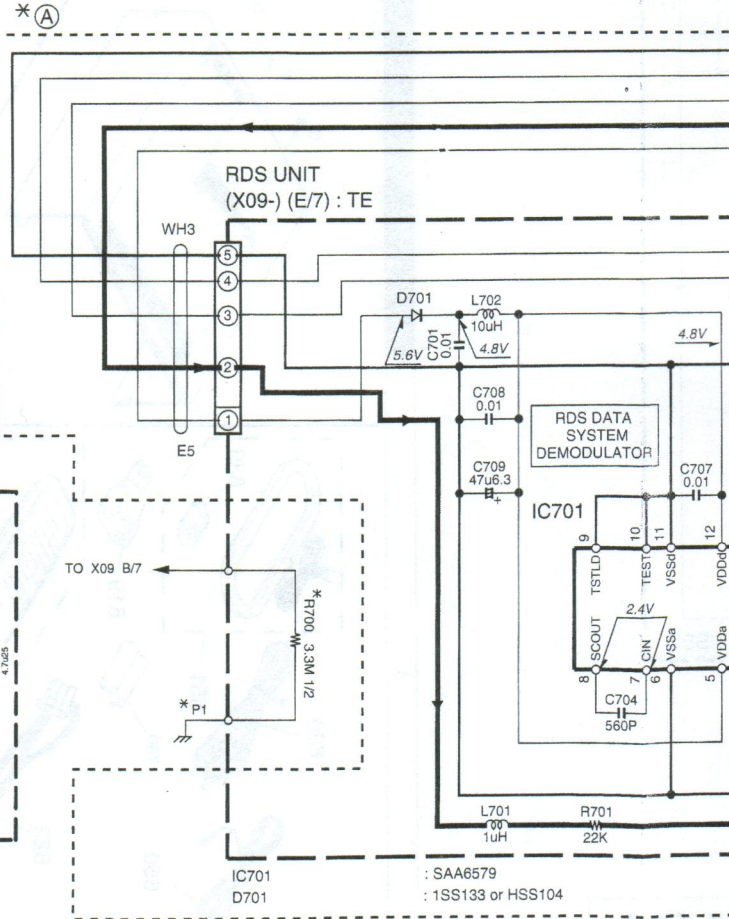 *Ⓐ
RDS UNIT
(X09-) (E/7) : TE
WH3
5
4
3
2
1
E5
D701
L702
10uH
C701
0.01
5.6V
4.8V
4.8V
C708
0.01
RDS DATA
SYSTEM
DEMODULATOR
C709
47u6.3
+
C707
0.01
IC701
9
10
11
12
TSTLD
TEST
VSSd
VDDd
2.4V
SCOUT
CIN
VSSa
VDDa
8
7
6
5
C704
560P
TO X09 B/7
*R700 3.3M 1/2
* P1
4.7u25
L701
1uH
R701
22K
IC701 : SAA6579
D701 : 1SS133 or HSS104